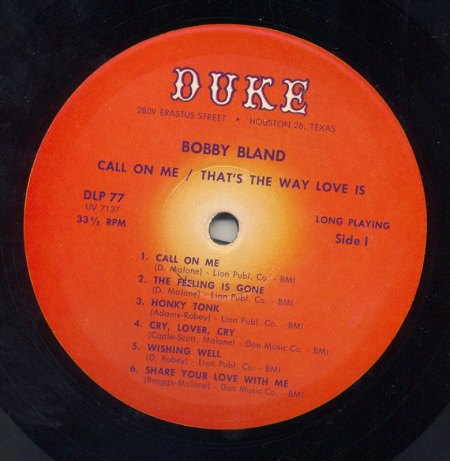 DUKE
2809 ERASTUS STREET • HOUSTON 26, TEXAS
BOBBY BLAND
CALL ON ME / THAT'S THE WAY LOVE IS
DLP 77
UV 7137
33⅓ RPM
LONG PLAYING
Side I
1. CALL ON ME
(D. Malone) - Lion Publ. Co. - BMI
2. THE FEELING IS GONE
(D. Malone) - Lion Publ. Co. - BMI
3. HONKY TONK
(Adams-Robey) - Lion Publ. Co. - BMI
4. CRY, LOVER, CRY
(Caple-Scott, Malone) - Don Music Co. - BMI
5. WISHING WELL
(D. Robey) - Lion Publ. Co. - BMI
6. SHARE YOUR LOVE WITH ME
(Braggs-Malone) - Don Music Co. - BMI